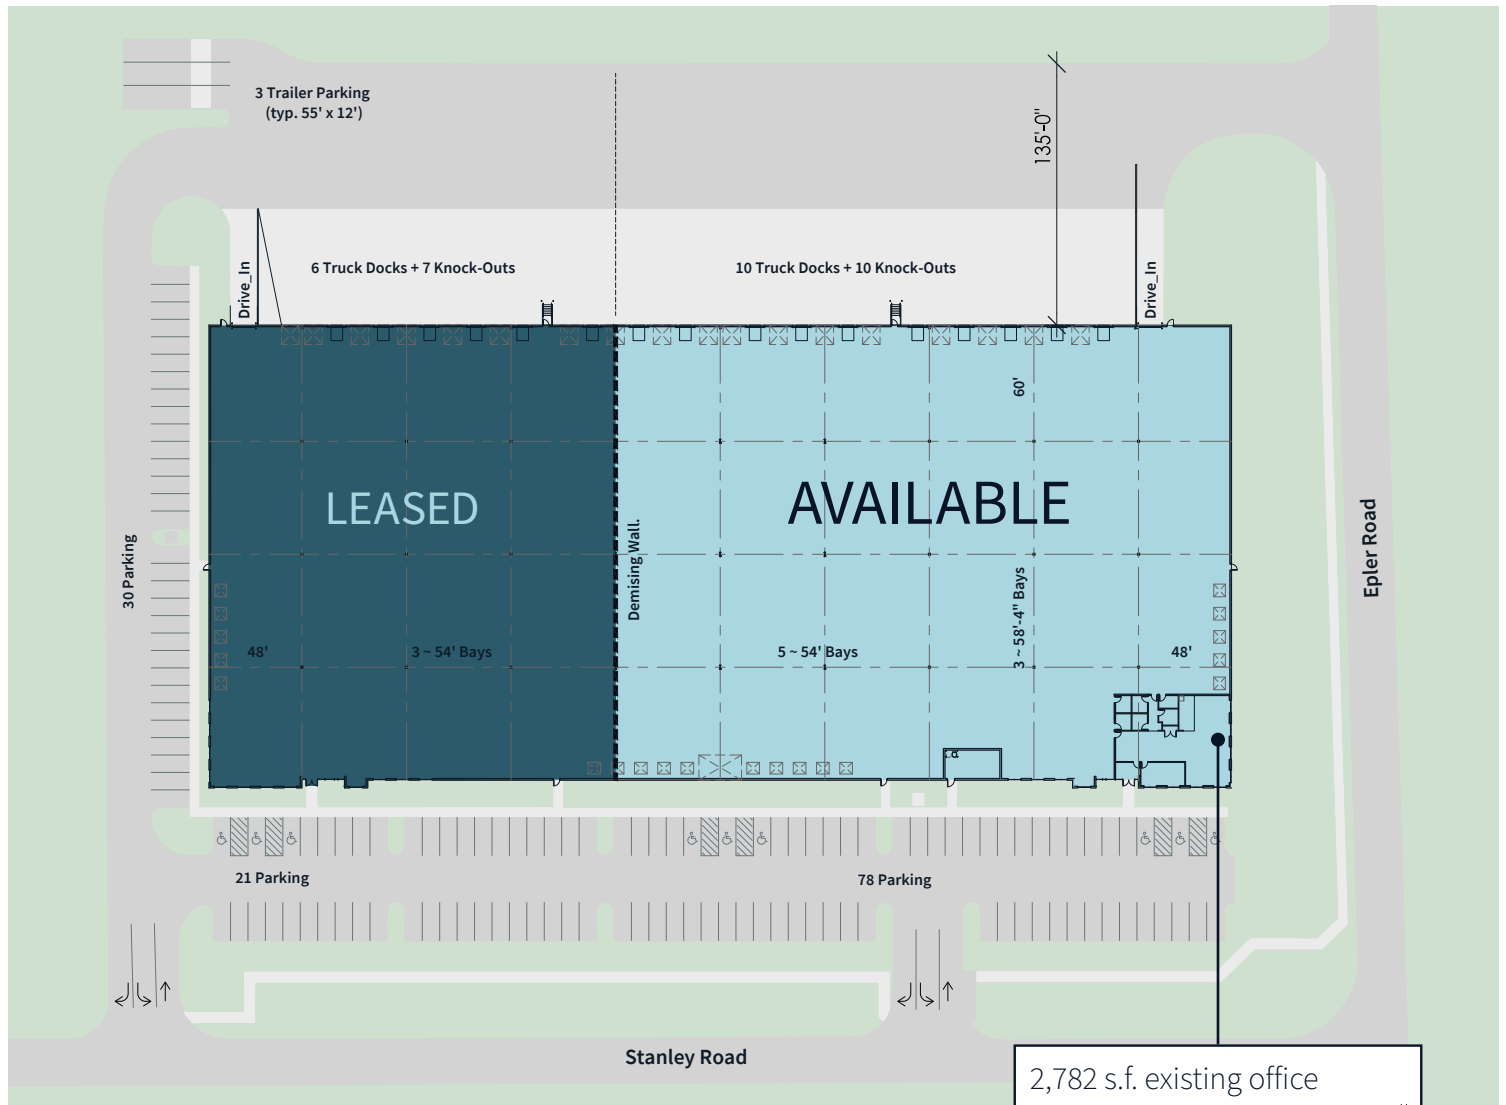 3 Trailer Parking
(typ. 55' x 12')
135'-0"
Drive_In
6 Truck Docks + 7 Knock-Outs
10 Truck Docks + 10 Knock-Outs
Drive_In
60'
LEASED
AVAILABLE
Demising Wall.
Epler Road
30 Parking
3 ~ 58'-4" Bays
48'
3 ~ 54' Bays
5 ~ 54' Bays
48'
21 Parking
78 Parking
Stanley Road
2,782 s.f. existing office